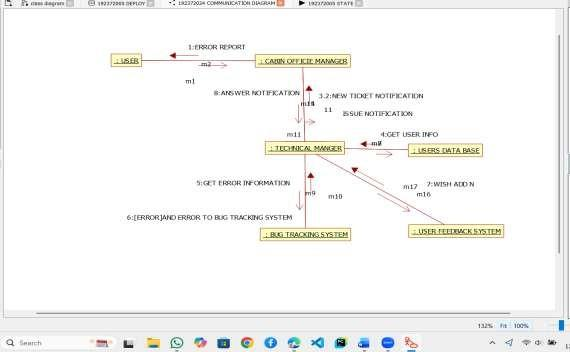 class diagram
192372005 DEPLOY
192372024 COMMUNICATION DIAGRAM
192372005 STATE
1:ERROR REPORT
: USER
: CABIN OFFICIE MANAGER
m2
m1
8:ANSWER NOTIFICATION
3.2:NEW TICKET NOTIFICATION
11
ISSUE NOTIFICATION
m11
4:GET USER INFO
: TECHNICAL MANGER
: USERS DATA BASE
5:GET ERROR INFORMATION
m17
7:WISH ADD N
m9
m10
m16
6:[ERROR]AND ERROR TO BUG TRACKING SYSTEM
: BUG TRACKING SYSTEM
: USER FEEDBACK SYSTEM
132%
Fit
100%
Search